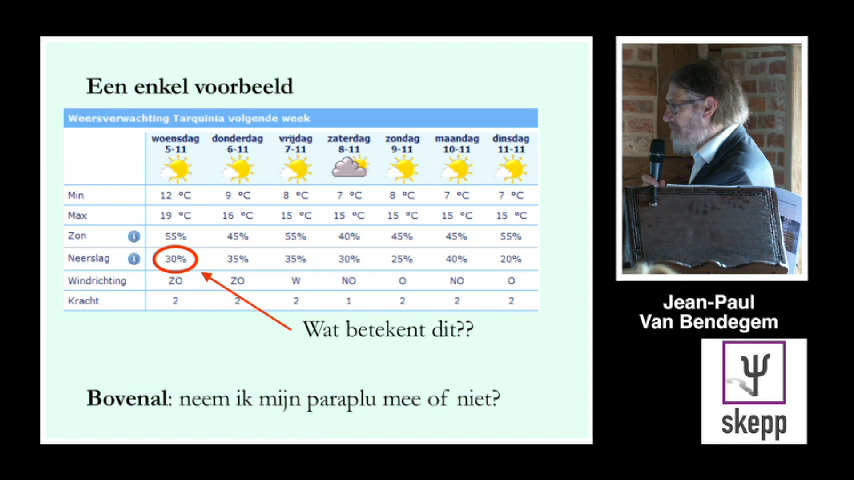 Een enkel voorbeeld
Weersverwachting Tarquinia volgende week
woensdag donderdag vrijdag zaterdag zondag maandag dinsdag
5-11 6-11 7-11 8-11 9-11 10-11 11-11
Min 12 °C 9 °C 8 °C 7 °C 8 °C 7 °C 7 °C
Max 19 °C 16 °C 15 °C 15 °C 15 °C 15 °C 15 °C
Zon i 55% 45% 55% 40% 45% 45% 55%
Neerslag i 30% 35% 35% 30% 25% 40% 20%
Windrichting ZO ZO W NO O NO O
Kracht 2 2 2 1 2 2 2
Wat betekent dit??
Bovenal: neem ik mijn paraplu mee of niet?
Jean-Paul
Van Bendegem
skepp